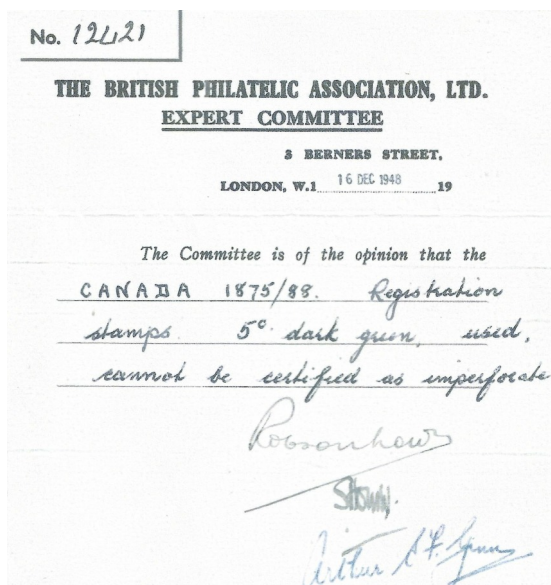 No. 12421
THE BRITISH PHILATELIC ASSOCIATION, LTD.
EXPERT COMMITTEE
3 BERNERS STREET,
LONDON, W.1 16 DEC 1948 19
The Committee is of the opinion that the
CANADA 1875/88. Registration
stamps. 5c. dark green, used,
cannot be certified as imperforate
Robson Lowe
Arthur